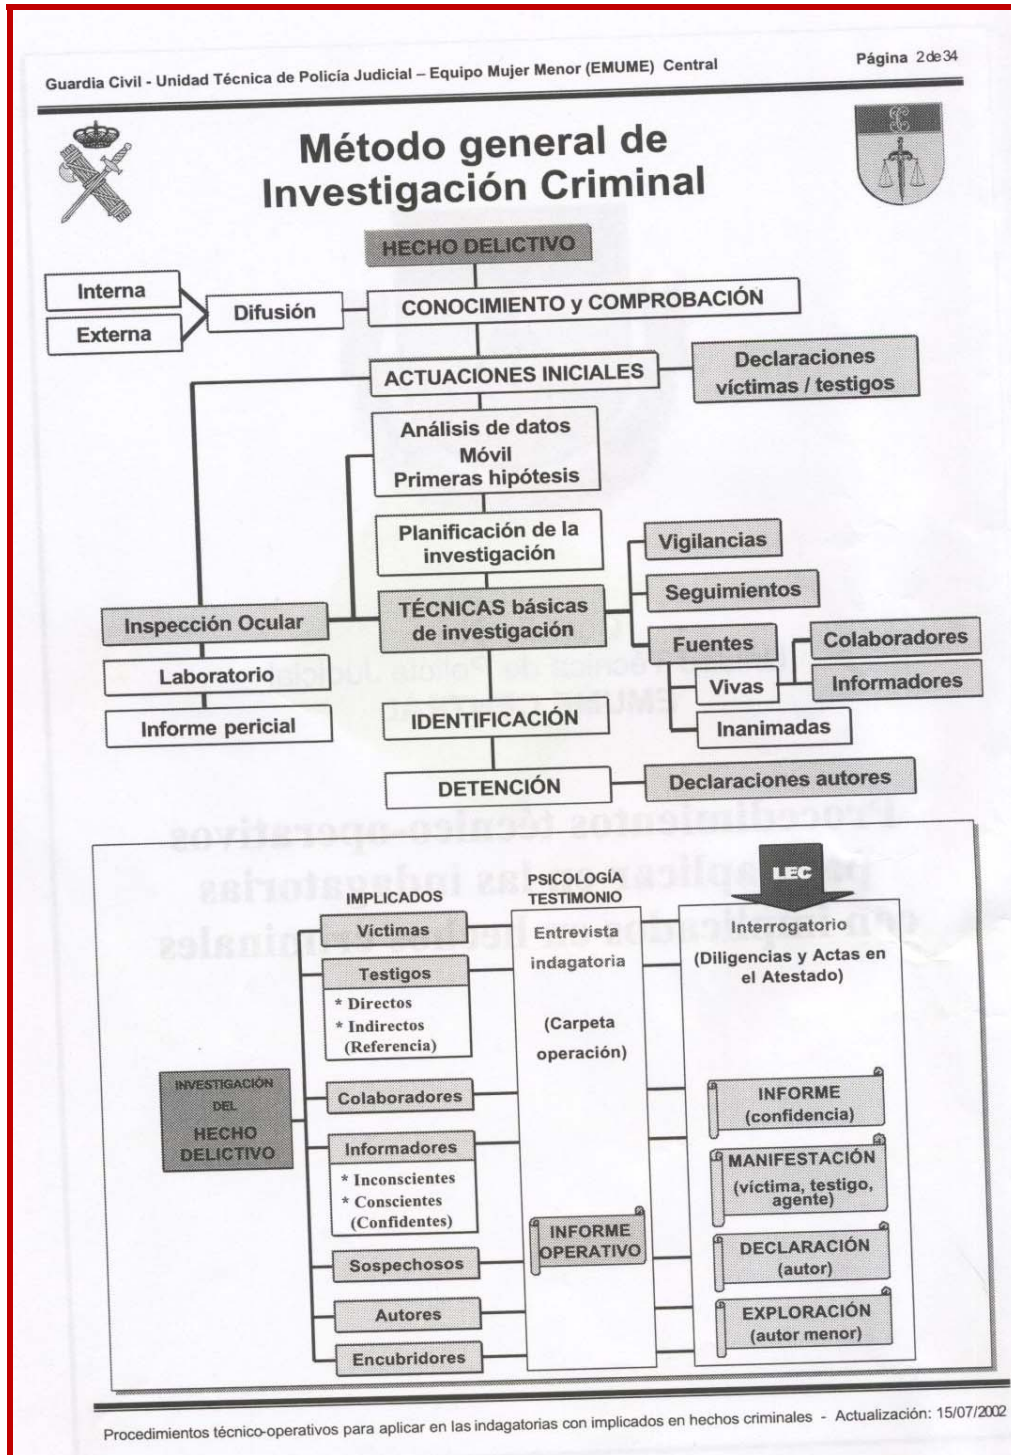 Guardia Civil - Unidad Técnica de Policía Judicial – Equipo Mujer Menor (EMUME) Central
Página 2de34
Método general de
Investigación Criminal
HECHO DELICTIVO
Interna
Externa
Difusión
CONOCIMIENTO y COMPROBACIÓN
ACTUACIONES INICIALES
Declaraciones
víctimas / testigos
Análisis de datos
Móvil
Primeras hipótesis
Planificación de la
investigación
Vigilancias
Seguimientos
Inspección Ocular
TÉCNICAS básicas
de investigación
Fuentes
Colaboradores
Laboratorio
Vivas
Informadores
Informe pericial
IDENTIFICACIÓN
Inanimadas
DETENCIÓN
Declaraciones autores
IMPLICADOS
PSICOLOGÍA
TESTIMONIO
LEC
Víctimas
Testigos
* Directos
* Indirectos
(Referencia)
Entrevista
indagatoria
(Carpeta
operación)
Interrogatorio
(Diligencias y Actas en
el Atestado)
INVESTIGACIÓN
DEL
HECHO
DELICTIVO
Colaboradores
Informadores
* Inconscientes
* Conscientes
(Confidentes)
INFORME
OPERATIVO
INFORME
(confidencia)
MANIFESTACIÓN
(víctima, testigo,
agente)
Sospechosos
DECLARACIÓN
(autor)
Autores
EXPLORACIÓN
(autor menor)
Encubridores
Procedimientos técnico-operativos para aplicar en las indagatorias con implicados en hechos criminales - Actualización: 15/07/2002